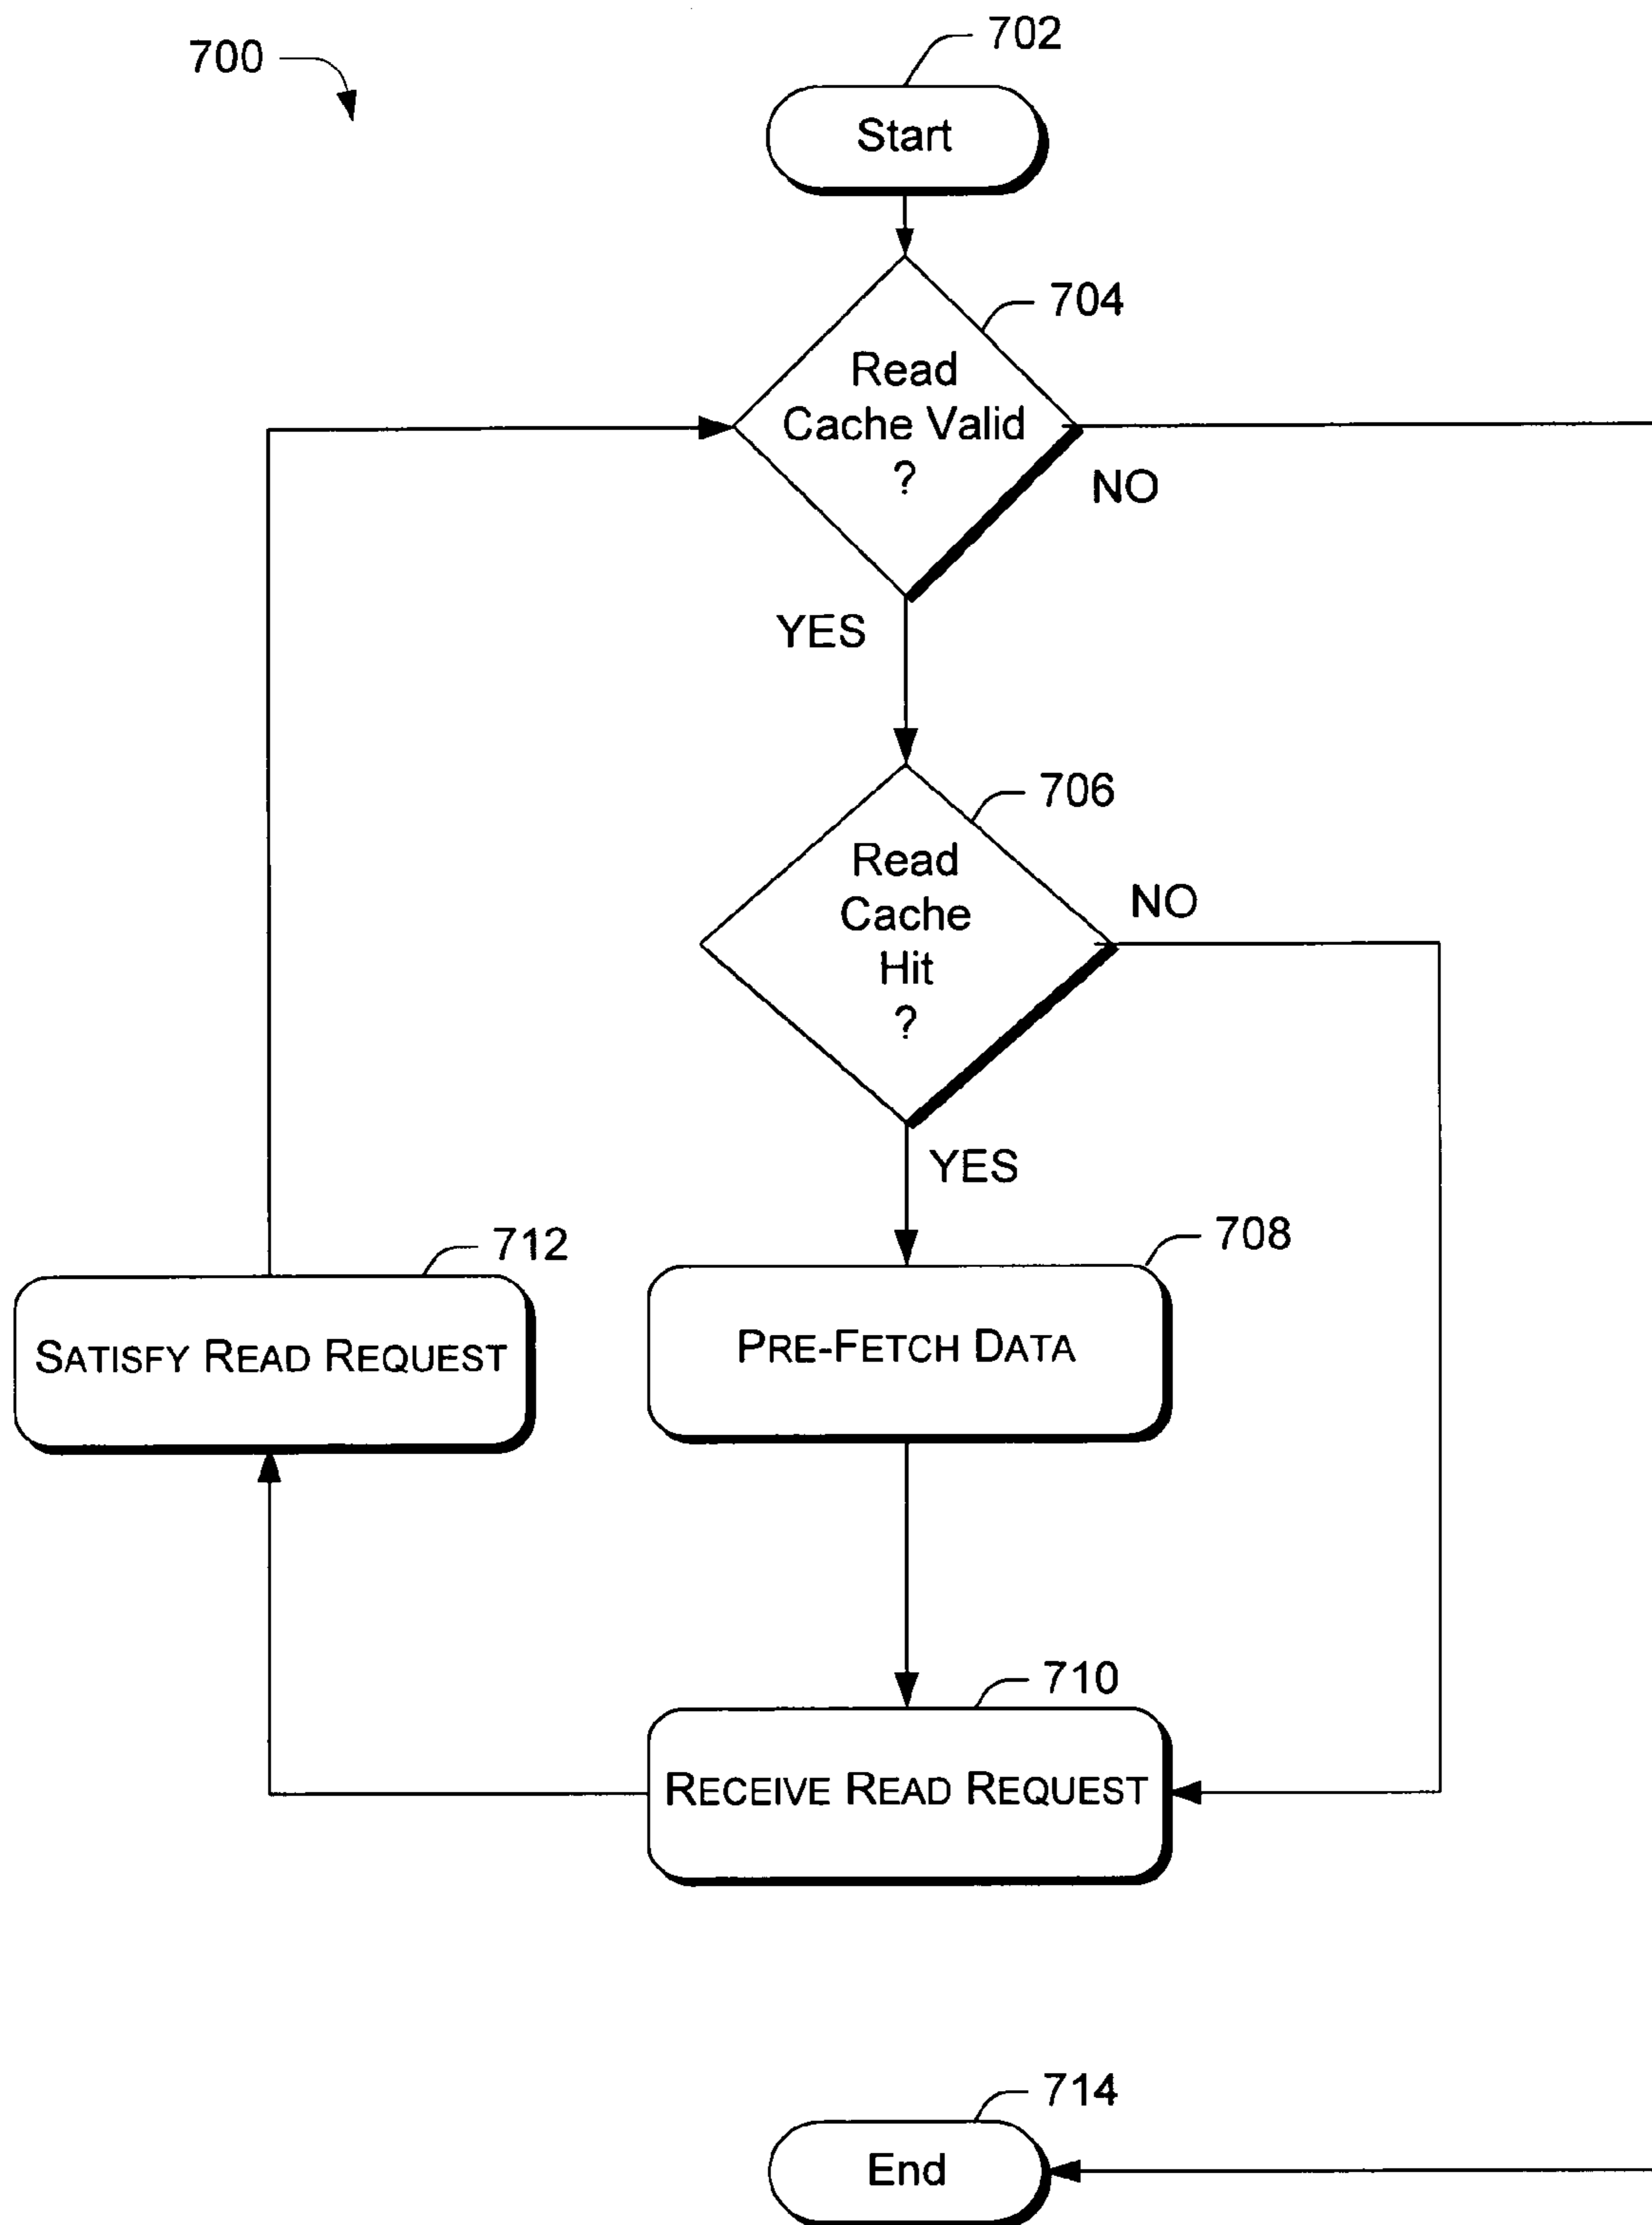 700
702
Start
704
Read
Cache Valid
?
NO
YES
706
Read
Cache
Hit
?
NO
YES
708
PRE-FETCH DATA
712
SATISFY READ REQUEST
710
RECEIVE READ REQUEST
714
End